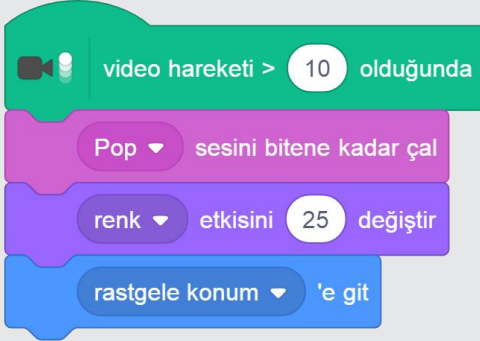 video hareketi > 10 olduğunda
Pop sesini bitene kadar çal
renk etkisini 25 değiştir
rastgele konum 'e git